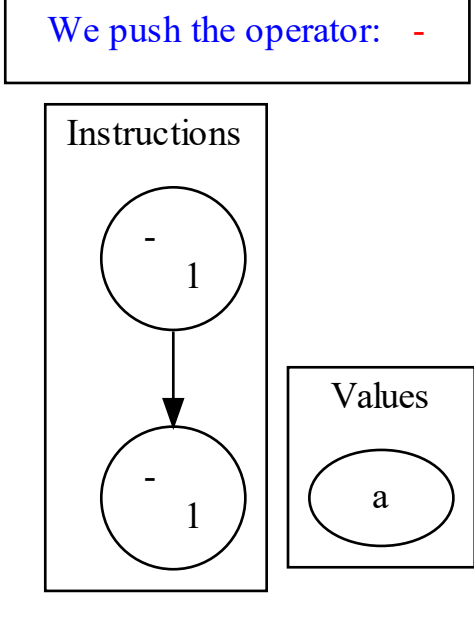 We push the operator: -
Instructions
-
1
-
1
Values
a